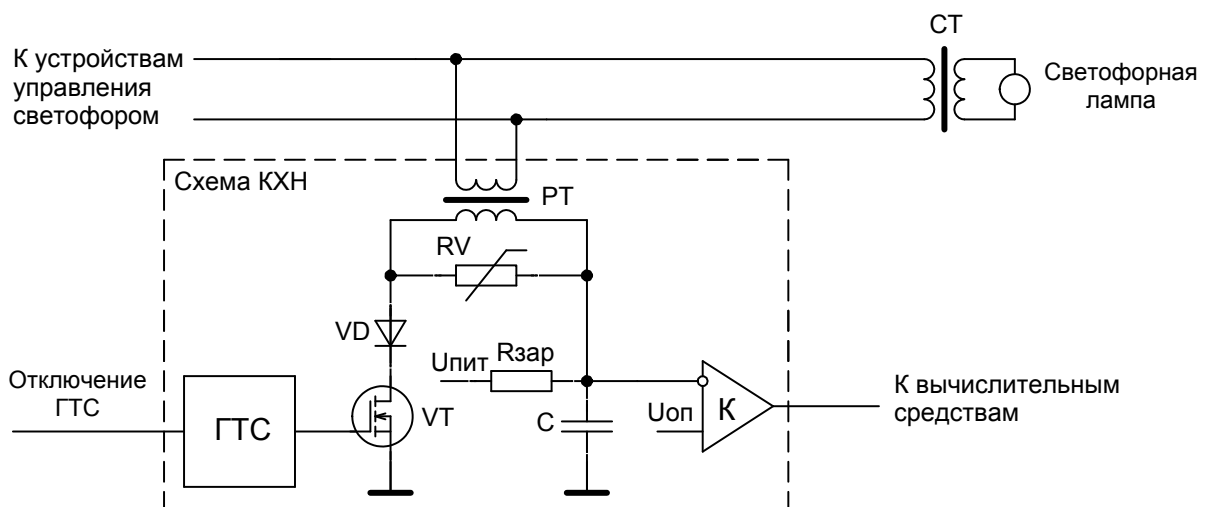 СТ
К устройствам
управления
светофором
Светофорная
лампа
Схема КХН
РТ
RV
VD
Uпит
Rзар
Отключение
ГТС
ГТС
VT
C
Uоп
К
К вычислительным
средствам